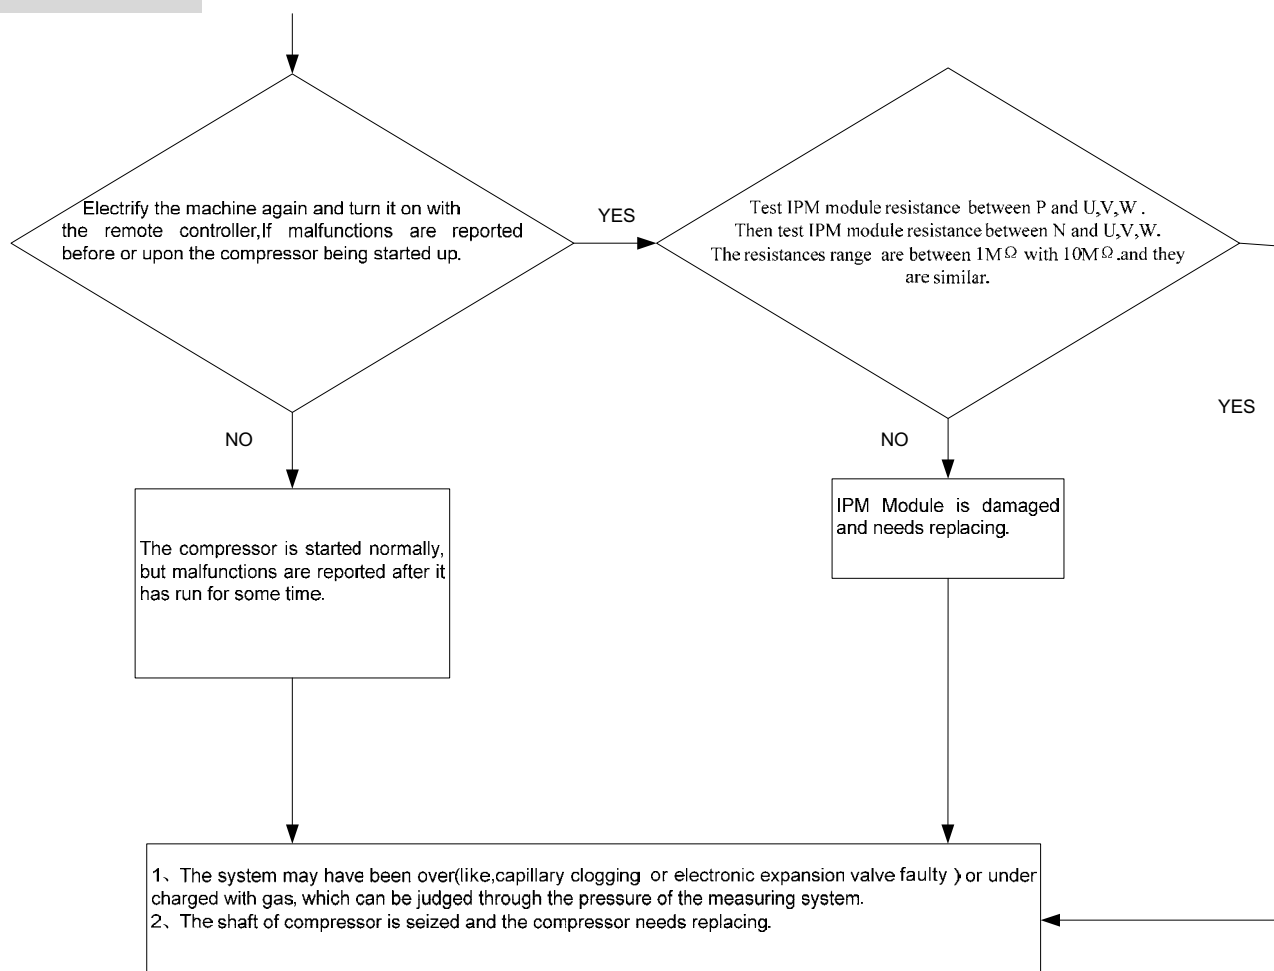 Electrify the machine again and turn it on with
the remote controller,If malfunctions are reported
before or upon the compressor being started up.
YES
Test IPM module resistance between P and U,V,W .
Then test IPM module resistance between N and U,V,W.
The resistances range are between 1MΩ with 10MΩ.and they
are similar.
YES
NO
NO
The compressor is started normally,
but malfunctions are reported after it
has run for some time.
IPM Module is damaged
and needs replacing.
1、The system may have been over(like,capillary clogging or electronic expansion valve faulty ) or under
charged with gas, which can be judged through the pressure of the measuring system.
2、The shaft of compressor is seized and the compressor needs replacing.